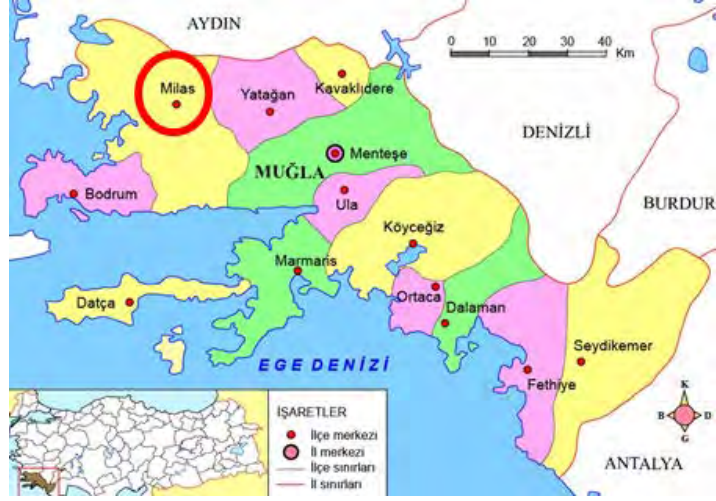 AYDIN
0 10 20 30 40
Km
Milas
Yatağan
Kavaklıdere
DENİZLİ
Menteşe
MUĞLA
Bodrum
Ula
BURDUR
Köyceğiz
Marmaris
Datça
Ortaca
Dalaman
Seydikemer
Fethiye
EGE DENİZİ
İŞARETLER
İlçe merkezi
İl merkezi
İlçe sınırları
İl sınırları
K
B D
G
ANTALYA